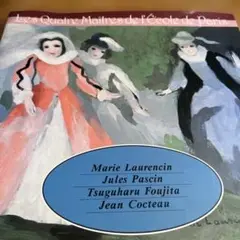 Les Quatre Maîtres de l'École de Paris
Marie Laurencin
Jules Pascin
Tsuguharu Foujita
Jean Cocteau